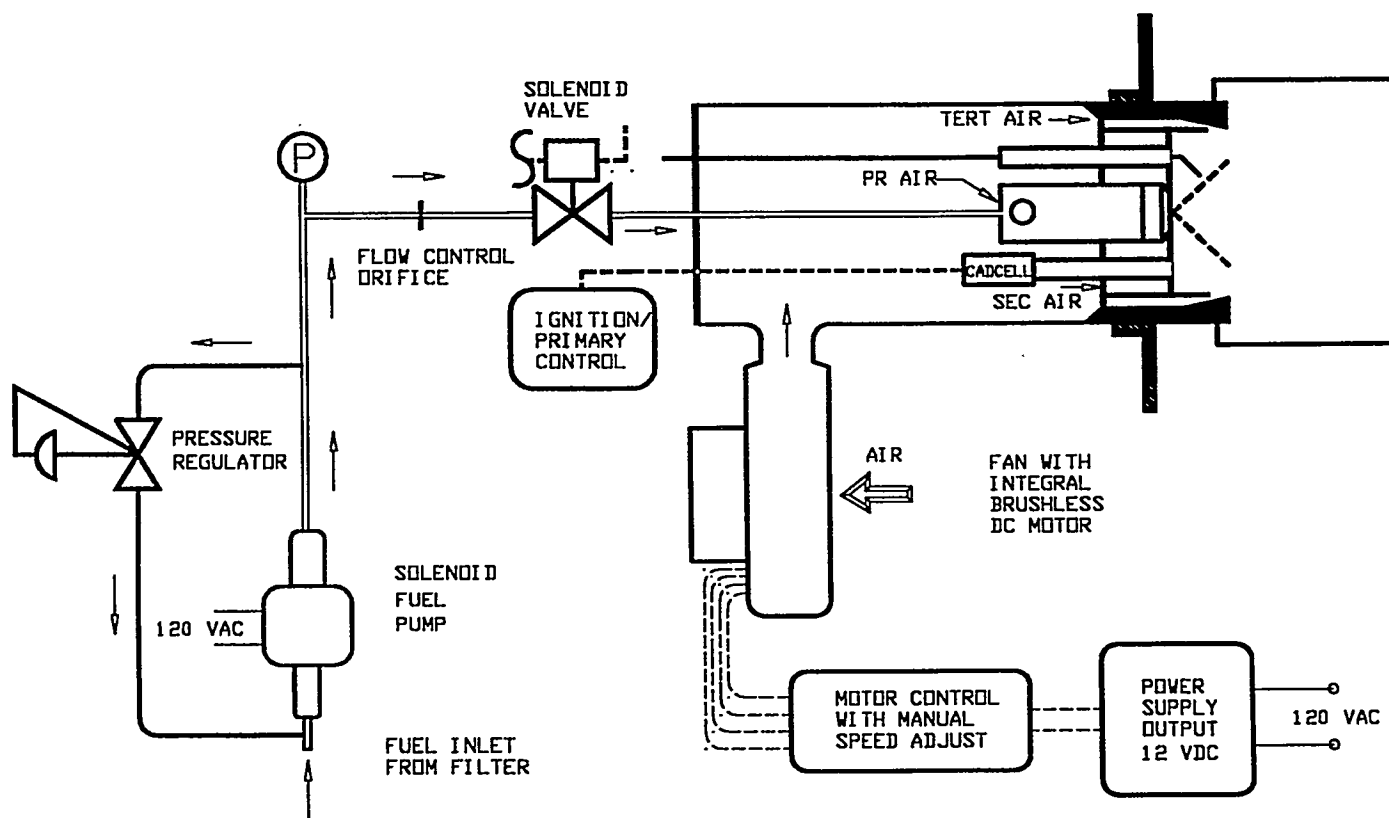 SOLENOID
VALVE
TERT AIR
P
PR AIR
FLOW CONTROL
ORIFICE
CADCELL
SEC AIR
IGNITION/
PRIMARY
CONTROL
PRESSURE
REGULATOR
AIR
FAN WITH
INTEGRAL
BRUSHLESS
DC MOTOR
SOLENOID
FUEL
PUMP
120 VAC
MOTOR CONTROL
WITH MANUAL
SPEED ADJUST
POWER
SUPPLY
OUTPUT
12 VDC
120 VAC
FUEL INLET
FROM FILTER